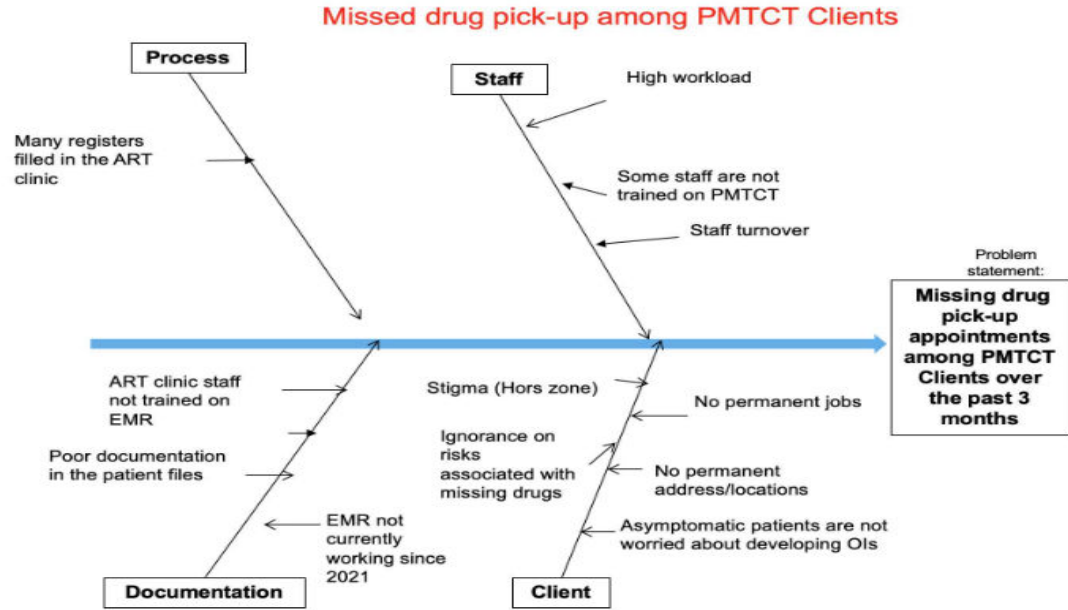 Missed drug pick-up among PMTCT Clients
Process
Staff
High workload
Many registers
filled in the ART
clinic
Some staff are not
trained on PMTCT
Staff turnover
Problem
statement:
Missing drug
pick-up
appointments
among PMTCT
Clients over
the past 3
months
ART clinic staff
not trained on
EMR
Poor documentation
in the patient files
EMR not
currently
working since
2021
Documentation
Stigma (Hors zone)
No permanent jobs
Ignorance on
risks
associated with
missing drugs
No permanent
address/locations
Asymptomatic patients are not
worried about developing OIs
Client